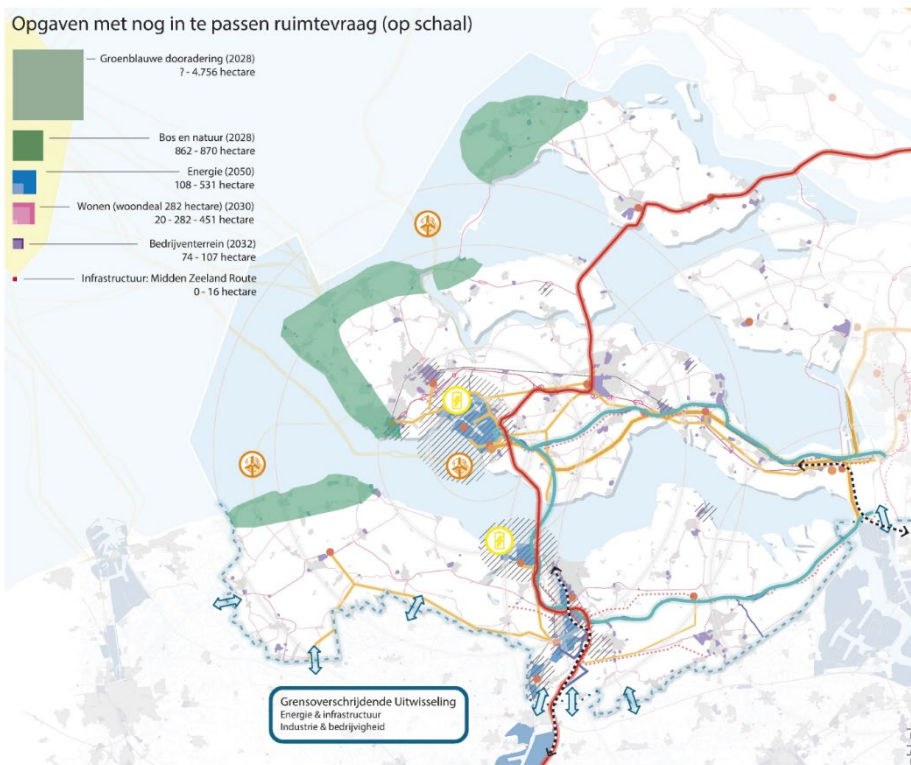 Opgaven met nog in te passen ruimtevraag (op schaal)
Groenblauwe dooradering (2028)
? - 4.756 hectare
Bos en natuur (2028)
862 - 870 hectare
Energie (2050)
108 - 531 hectare
Wonen (woondeal 282 hectare) (2030)
20 - 282 - 451 hectare
Bedrijventerrein (2032)
74 - 107 hectare
Infrastructuur: Midden Zeeland Route
0 - 16 hectare
Grensoverschrijdende Uitwisseling
Energie & infrastructuur
Industrie & bedrijvigheid